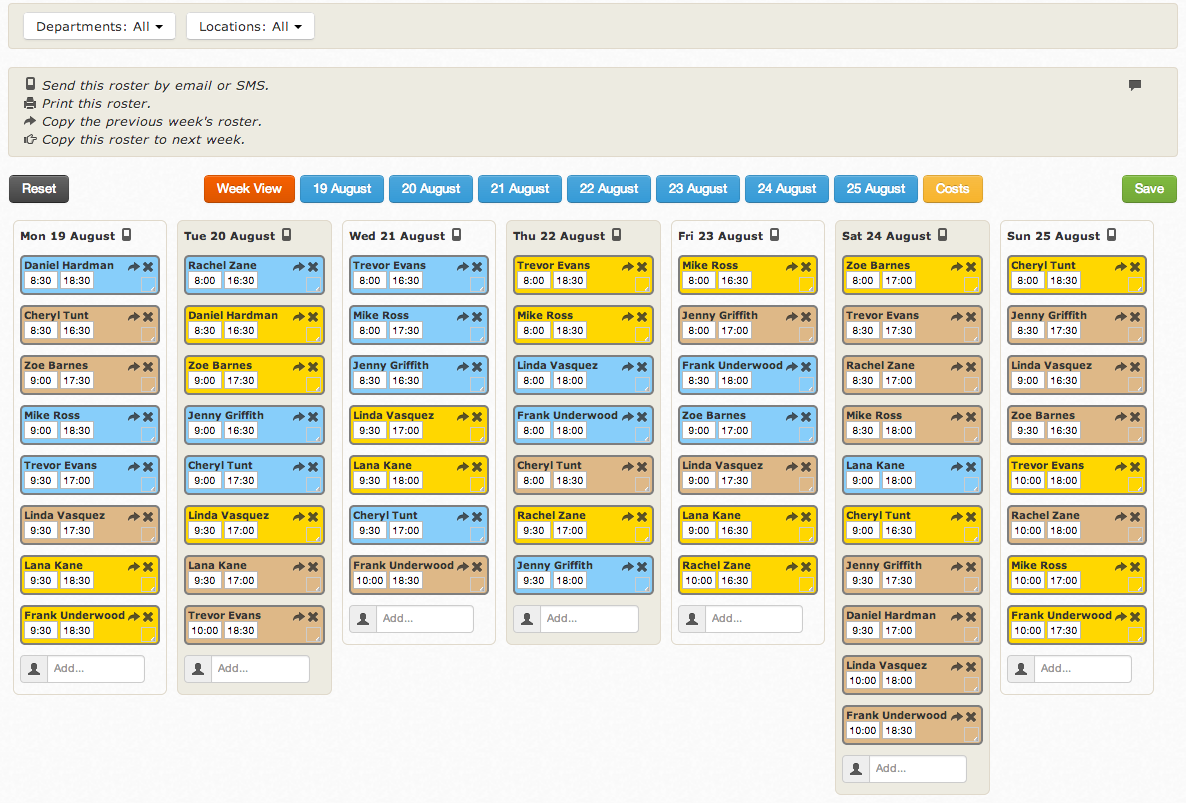 Departments: All
Locations: All
Send this roster by email or SMS.
Print this roster.
Copy the previous week's roster.
Copy this roster to next week.
Reset
Week View
19 August
20 August
21 August
22 August
23 August
24 August
25 August
Costs
Save
Mon 19 August
Daniel Hardman
8:30 18:30
Cheryl Tunt
8:30 16:30
Zoe Barnes
9:00 17:30
Mike Ross
9:00 18:30
Trevor Evans
9:30 17:00
Linda Vasquez
9:30 17:30
Lana Kane
9:30 18:30
Frank Underwood
9:30 18:30
Add...
Tue 20 August
Rachel Zane
8:00 16:30
Daniel Hardman
8:30 16:30
Zoe Barnes
9:00 17:30
Jenny Griffith
9:00 16:30
Cheryl Tunt
9:00 17:30
Linda Vasquez
9:30 17:00
Lana Kane
9:30 17:00
Trevor Evans
10:00 18:30
Add...
Wed 21 August
Trevor Evans
8:00 16:30
Mike Ross
8:00 17:30
Jenny Griffith
8:30 16:30
Linda Vasquez
9:30 17:00
Lana Kane
9:30 18:00
Cheryl Tunt
9:30 17:00
Frank Underwood
10:00 18:30
Add...
Thu 22 August
Trevor Evans
8:00 18:30
Mike Ross
8:00 18:30
Linda Vasquez
8:00 18:00
Frank Underwood
8:00 18:00
Cheryl Tunt
8:00 18:30
Rachel Zane
9:30 17:00
Jenny Griffith
9:30 18:00
Add...
Fri 23 August
Mike Ross
8:00 16:30
Jenny Griffith
8:00 17:00
Frank Underwood
8:30 18:00
Zoe Barnes
9:00 17:00
Linda Vasquez
9:00 17:30
Lana Kane
9:00 16:30
Rachel Zane
10:00 16:30
Add...
Sat 24 August
Zoe Barnes
8:00 17:00
Trevor Evans
8:30 17:30
Rachel Zane
8:30 17:00
Mike Ross
8:30 18:00
Lana Kane
9:00 18:00
Cheryl Tunt
9:00 16:30
Jenny Griffith
9:30 17:30
Daniel Hardman
9:30 17:00
Linda Vasquez
10:00 18:00
Frank Underwood
10:00 18:30
Add...
Sun 25 August
Cheryl Tunt
8:00 18:30
Jenny Griffith
8:30 17:30
Linda Vasquez
9:00 16:30
Zoe Barnes
9:30 16:30
Trevor Evans
10:00 18:00
Rachel Zane
10:00 18:00
Mike Ross
10:00 17:00
Frank Underwood
10:00 17:30
Add...